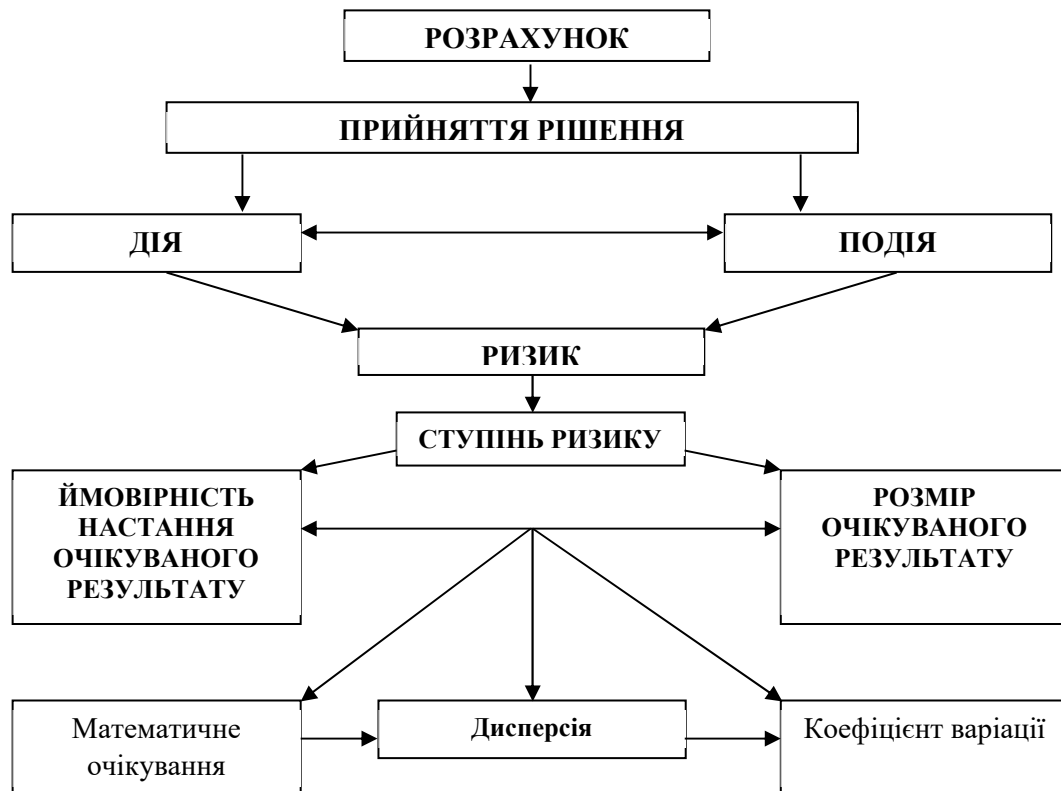 РОЗРАХУНОК
ПРИЙНЯТТЯ РІШЕННЯ
ДІЯ
ПОДІЯ
РИЗИК
СТУПІНЬ РИЗИКУ
ЙМОВІРНІСТЬ
НАСТАННЯ
ОЧІКУВАНОГО
РЕЗУЛЬТАТУ
РОЗМІР
ОЧІКУВАНОГО
РЕЗУЛЬТАТУ
Математичне
очікування
Дисперсія
Коефіцієнт варіації